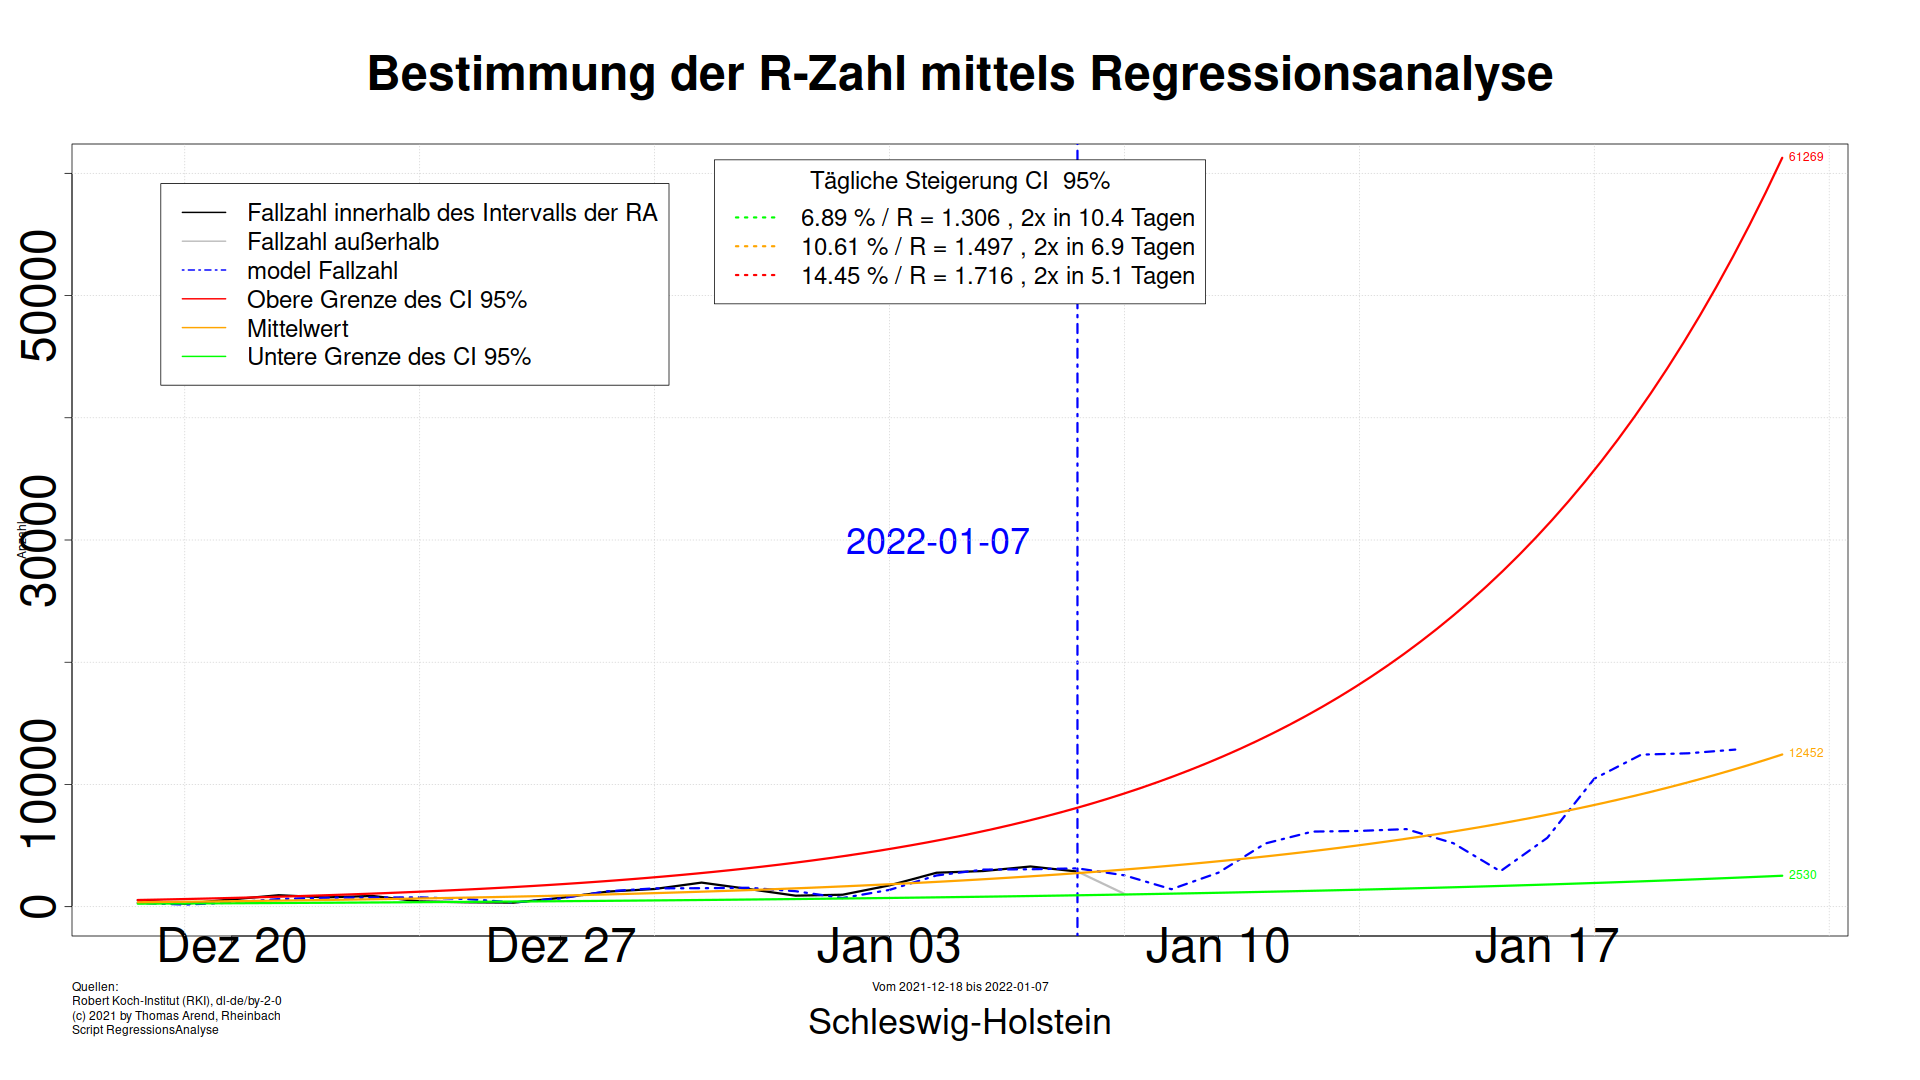 Bestimmung der R-Zahl mittels Regressionsanalyse
Fallzahl innerhalb des Intervalls der RA
Fallzahl außerhalb
model Fallzahl
Obere Grenze des CI 95%
Mittelwert
Untere Grenze des CI 95%
Tägliche Steigerung CI  95%
6.89 % / R = 1.306 , 2x in 10.4 Tagen
10.61 % / R = 1.497 , 2x in 6.9 Tagen
14.45 % / R = 1.716 , 2x in 5.1 Tagen
61269
50000
30000
10000
0
Anzahl
2022-01-07
12452
2530
Dez 20
Dez 27
Jan 03
Jan 10
Jan 17
Quellen:
Robert Koch-Institut (RKI), dl-de/by-2-0
(c) 2021 by Thomas Arend, Rheinbach
Script RegressionsAnalyse
Vom 2021-12-18 bis 2022-01-07
Schleswig-Holstein